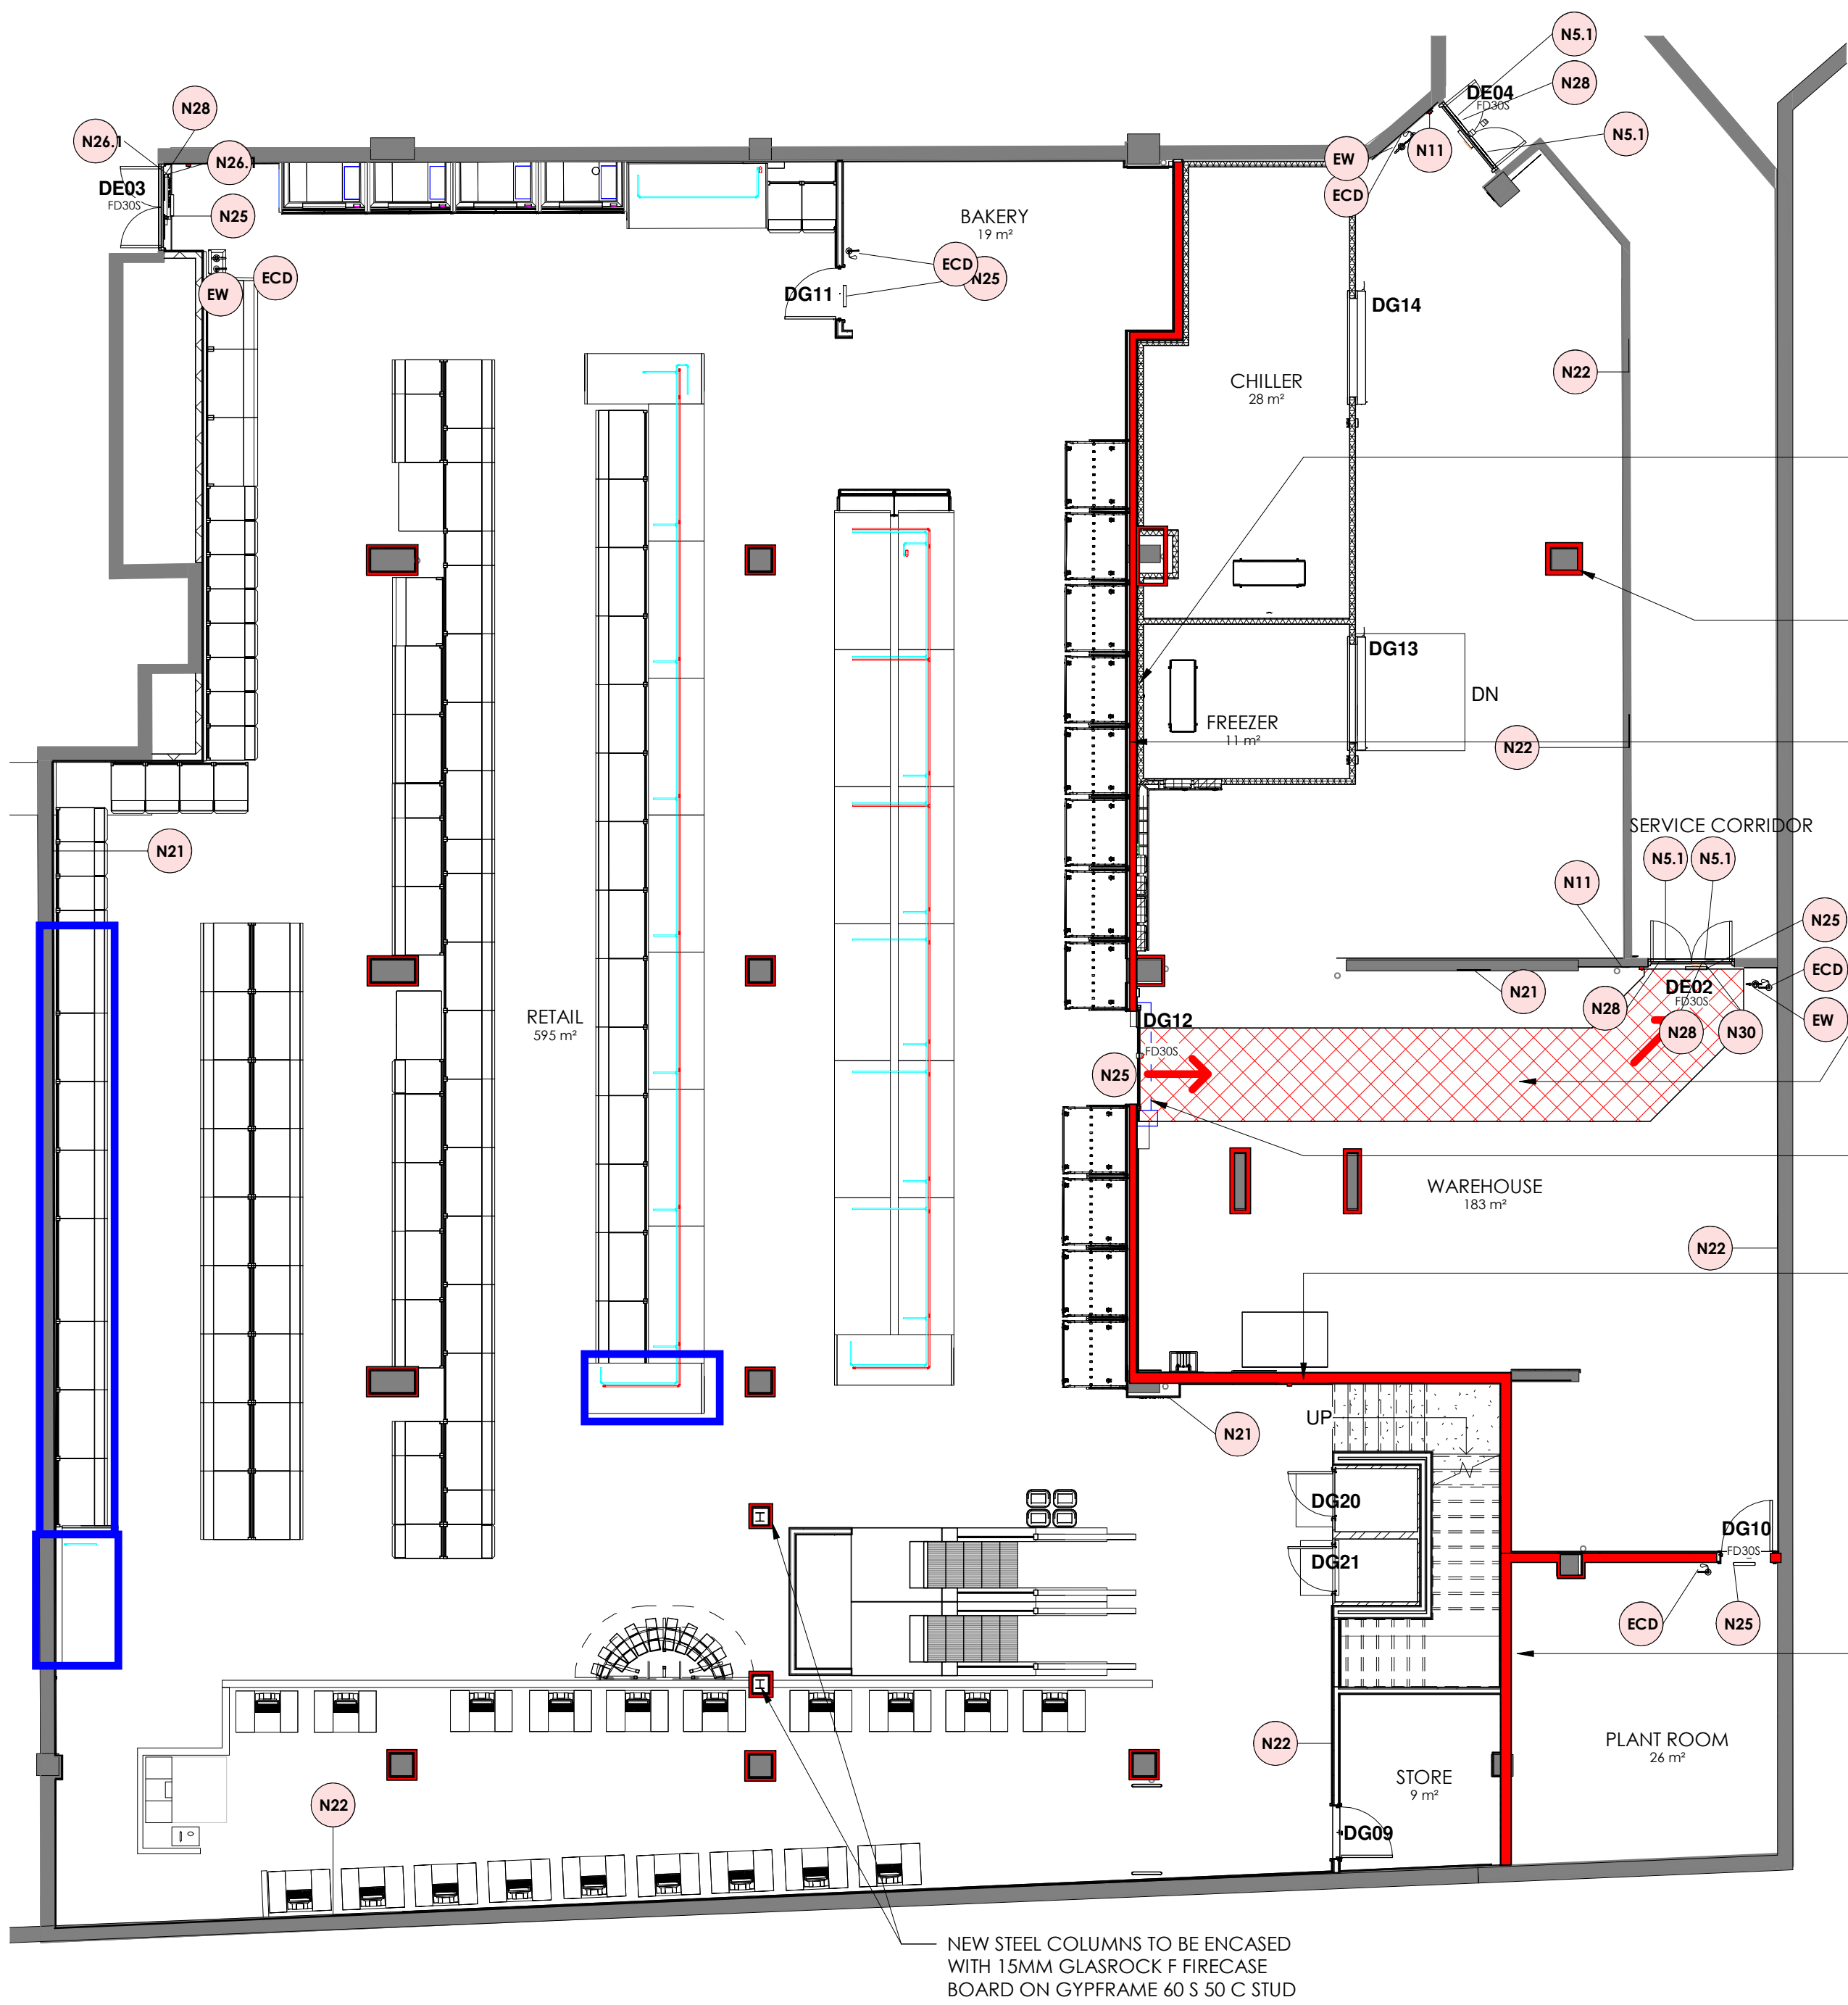 N5.1
DE04
FD30S
N28
N28
N5.1
N26.1
N26.
EW
N11
DE03
FD30S
ECD
N25
BAKERY
19 m²
ECD
N25
ECD
EW
DG11
DG14
CHILLER
28 m²
N22
DG13
DN
FREEZER
11 m²
N22
SERVICE CORRIDOR
N21
N5.1
N5.1
N11
N25
ECD
N21
DE02
FD30S
N28
RETAIL
595 m²
DG12
FD30S
N28
N30
EW
N25
WAREHOUSE
183 m²
N22
UP
N21
DG20
DG10
FD30S
DG21
ECD
N25
N22
PLANT ROOM
26 m²
STORE
9 m²
N22
DG09
NEW STEEL COLUMNS TO BE ENCASED
WITH 15MM GLASROCK F FIRECASE
BOARD ON GYPFRAME 60 S 50 C STUD